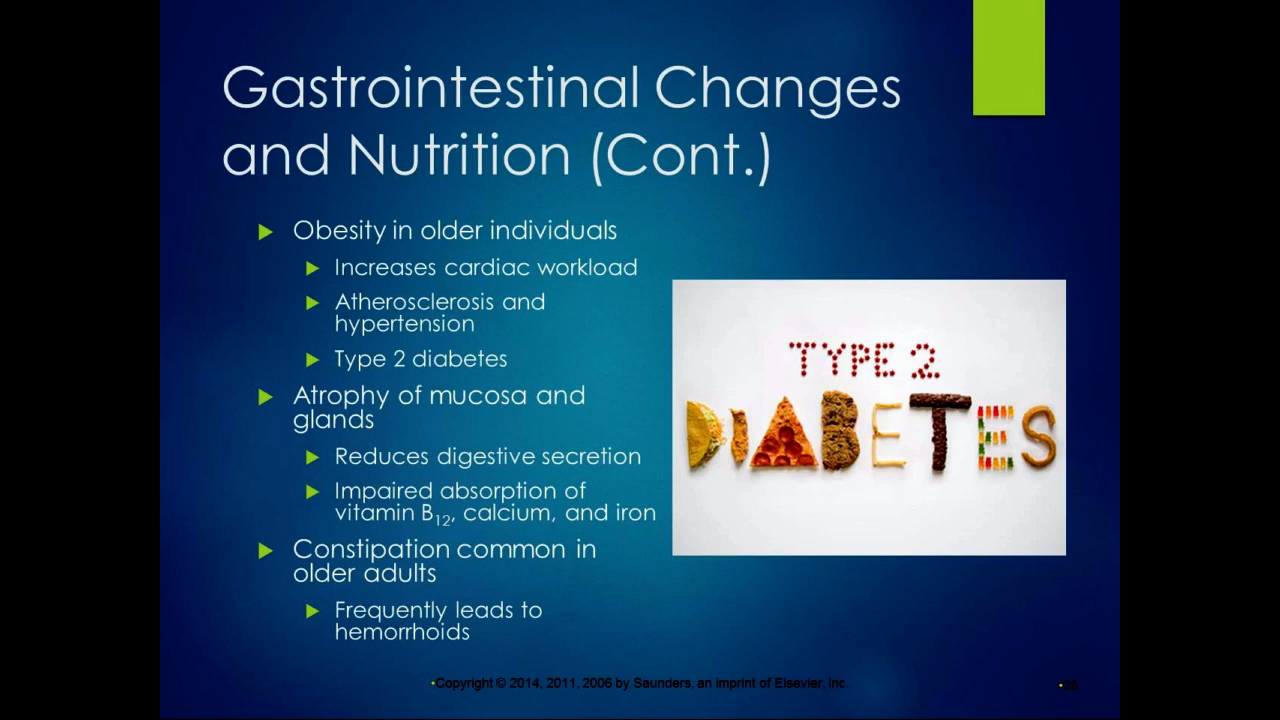 Gastrointestinal Changes
and Nutrition (Cont.)
Obesity in older individuals
Increases cardiac workload
Atherosclerosis and
hypertension
Type 2 diabetes
Atrophy of mucosa and
glands
Reduces digestive secretion
Impaired absorption of
vitamin B12, calcium, and iron
Constipation common in
older adults
Frequently leads to
hemorrhoids
TYPE 2
DIABETES
•Copyright © 2014, 2011, 2006 by Saunders, an imprint of Elsevier, Inc.